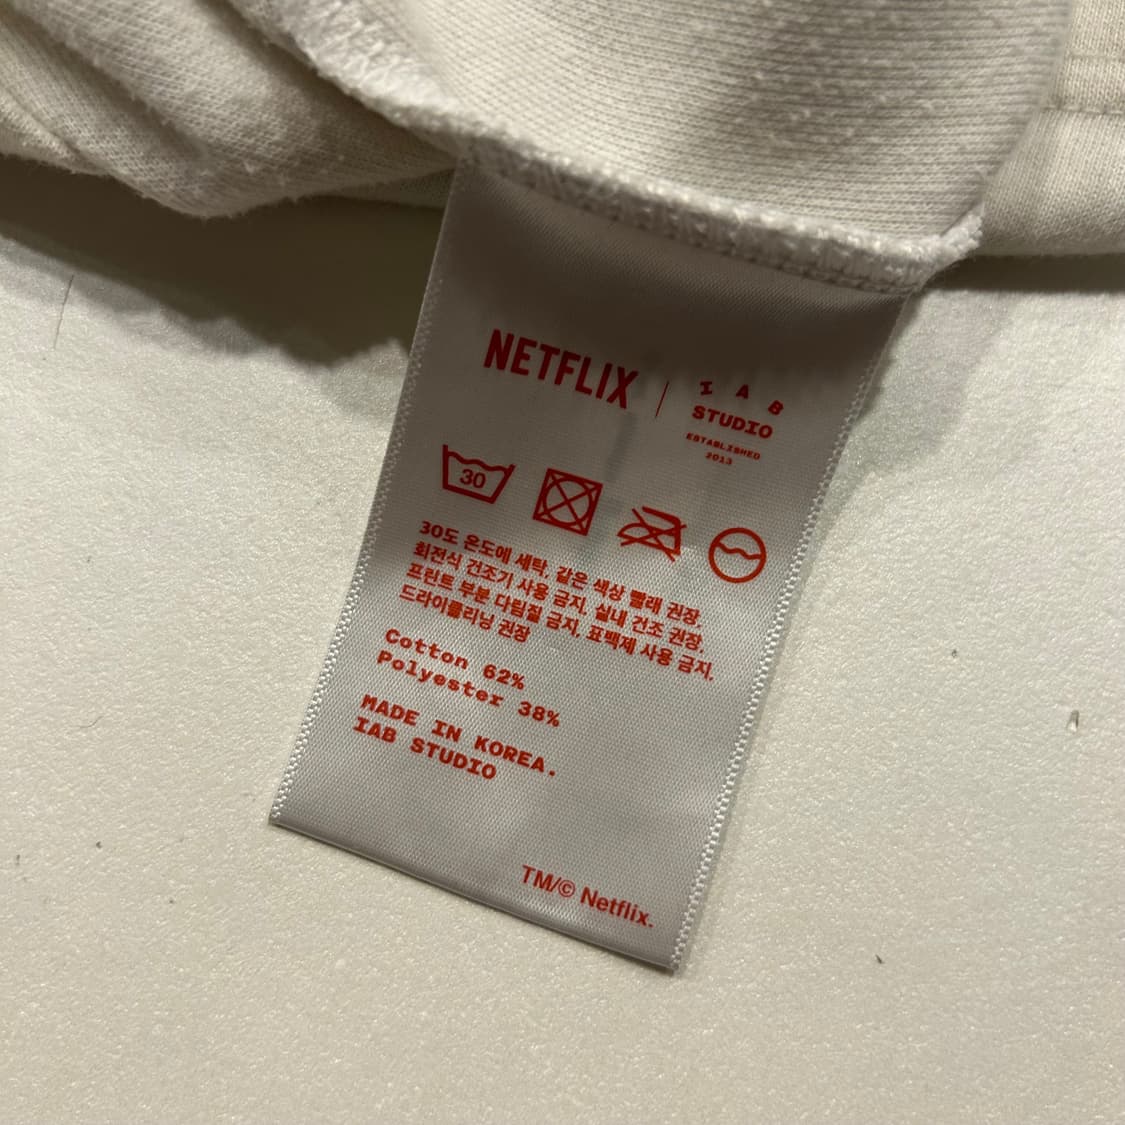 NETFLIX
I A B
STUDIO
ESTABLISHED
2013
30
30도 온도에 세탁, 같은 색상 빨래 권장.
회전식 건조기 사용 금지, 실내 건조 권장.
프린트 부분 다림질 금지, 표백제 사용 금지.
드라이클리닝 권장
Cotton 62%
Polyester 38%
MADE IN KOREA.
IAB STUDIO
TM/© Netflix.